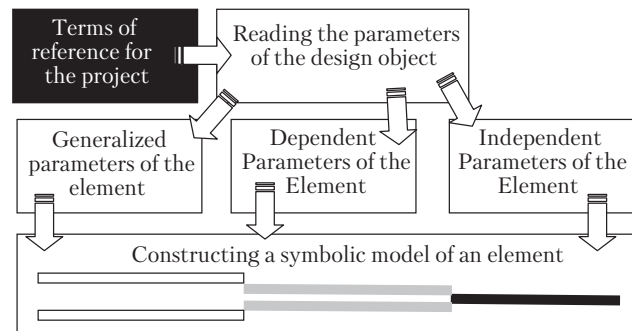 Terms of
reference for
the project
Reading the parameters
of the design object
Generalized
parameters of the
element
Dependent
Parameters of the
Element
Independent
Parameters of the
Element
Constructing a symbolic model of an element